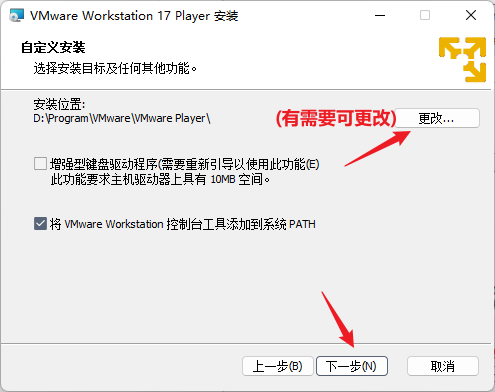 VMware Workstation 17 Player 安装
自定义安装
选择安装目标及任何其他功能。
安装位置:
D:\Program\VMware\VMware Player\
(有需要可更改)
更改...
增强型键盘驱动程序(需要重新引导以使用此功能(E)
此功能要求主机驱动器上具有 10MB 空间。
将 VMware Workstation 控制台工具添加到系统 PATH
上一步(B)
下一步(N)
取消